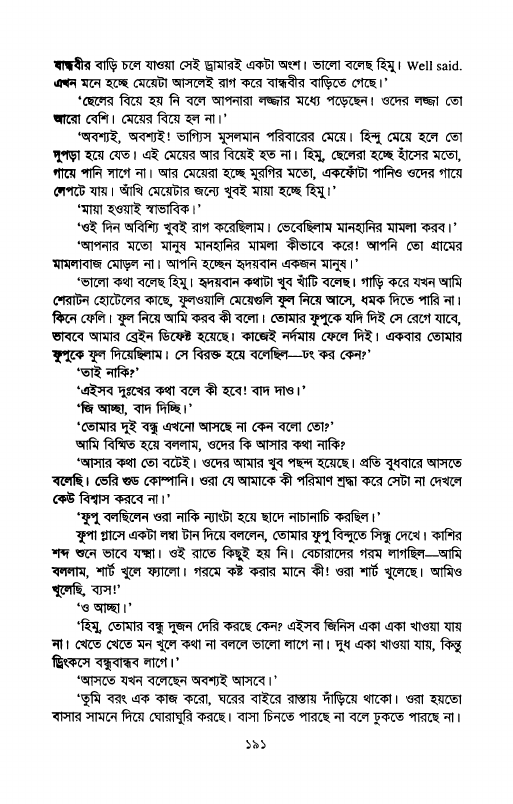 বান্ধবীর বাড়ি চলে যাওয়া সেই ড্রামারই একটা অংশ। ভালো বলেছ হিমু। Well said.
এখন মনে হচ্ছে মেয়েটা আসলেই রাগ করে বান্ধবীর বাড়িতে গেছে।’
‘ছেলের বিয়ে হয় নি বলে আপনারা লজ্জার মধ্যে পড়েছেন। ওদের লজ্জা তো
আরো বেশি। মেয়ের বিয়ে হল না।’
‘অবশ্যই, অবশ্যই! ভাগ্যিস মুসলমান পরিবারের মেয়ে। হিন্দু মেয়ে হলে তো
দুপড়া হয়ে যেত। এই মেয়ের আর বিয়েই হত না। হিমু, ছেলেরা হচ্ছে হাঁসের মতো,
গায়ে পানি লাগে না। আর মেয়েরা হচ্ছে মুরগির মতো, একফোঁটা পানিও ওদের গায়ে
লেপটে যায়। আঁখি মেয়েটার জন্যে খুবই মায়া হচ্ছে হিমু।’
‘মায়া হওয়াই স্বাভাবিক।’
‘ওই দিন অবিশ্যি খুবই রাগ করেছিলাম। ভেবেছিলাম মানহানির মামলা করব।’
‘আপনার মতো মানুষ মানহানির মামলা কীভাবে করে! আপনি তো গ্রামের
মামলাবাজ মোড়ল না। আপনি হচ্ছেন হৃদয়বান একজন মানুষ।’
‘ভালো কথা বলেছ হিমু। হৃদয়বান কথাটা খুব খাঁটি বলেছ। গাড়ি করে যখন আমি
শেরাটন হোটেলের কাছে, ফুলওয়ালি মেয়েগুলি ফুল নিয়ে আসে, ধমক দিতে পারি না।
কিনে ফেলি। ফুল নিয়ে আমি করব কী বলো। তোমার ফুপুকে যদি দিই সে রেগে যাবে,
ভাববে আমার ব্রেইন ডিফেক্ট হয়েছে। কাজেই নর্দমায় ফেলে দিই। একবার তোমার
ফুপুকে ফুল দিয়েছিলাম। সে বিরক্ত হয়ে বলেছিল—ঢং কর কেন?’
‘তাই নাকি?’
‘এইসব দুঃখের কথা বলে কী হবে! বাদ দাও।’
‘জি আচ্ছা, বাদ দিচ্ছি।’
‘তোমার দুই বন্ধু এখনো আসছে না কেন বলো তো?’
আমি বিস্মিত হয়ে বললাম, ওদের কি আসার কথা নাকি?
‘আসার কথা তো বটেই। ওদের আমার খুব পছন্দ হয়েছে। প্রতি বুধবারে আসতে
বলেছি। ভেরি গুড কোম্পানি। ওরা যে আমাকে কী পরিমাণ শ্রদ্ধা করে সেটা না দেখলে
কেউ বিশ্বাস করবে না।’
‘ফুপু বলছিলেন ওরা নাকি ন্যাংটা হয়ে ছাদে নাচানাচি করছিল।’
ফুপা গ্লাসে একটা লম্বা টান দিয়ে বললেন, তোমার ফুপু বিন্দুতে সিন্ধু দেখে। কাশির
শব্দ শুনে ভাবে যক্ষ্মা। ওই রাতে কিছুই হয় নি। বেচারাদের গরম লাগছিল—আমি
বললাম, শার্ট খুলে ফ্যালো। গরমে কষ্ট করার মানে কী! ওরা শার্ট খুলেছে। আমিও
খুলেছি, ব্যস!’
‘ও আচ্ছা।’
‘হিমু, তোমার বন্ধু দুজন দেরি করছে কেন? এইসব জিনিস একা একা খাওয়া যায়
না। খেতে খেতে মন খুলে কথা না বললে ভালো লাগে না। দুধ একা খাওয়া যায়, কিন্তু
ড্রিংকসে বন্ধুবান্ধব লাগে।’
‘আসতে যখন বলেছেন অবশ্যই আসবে।’
‘তুমি বরং এক কাজ করো, ঘরের বাইরে রাস্তায় দাঁড়িয়ে থাকো। ওরা হয়তো
বাসার সামনে দিয়ে ঘোরাঘুরি করছে। বাসা চিনতে পারছে না বলে ঢুকতে পারছে না।
১৯১